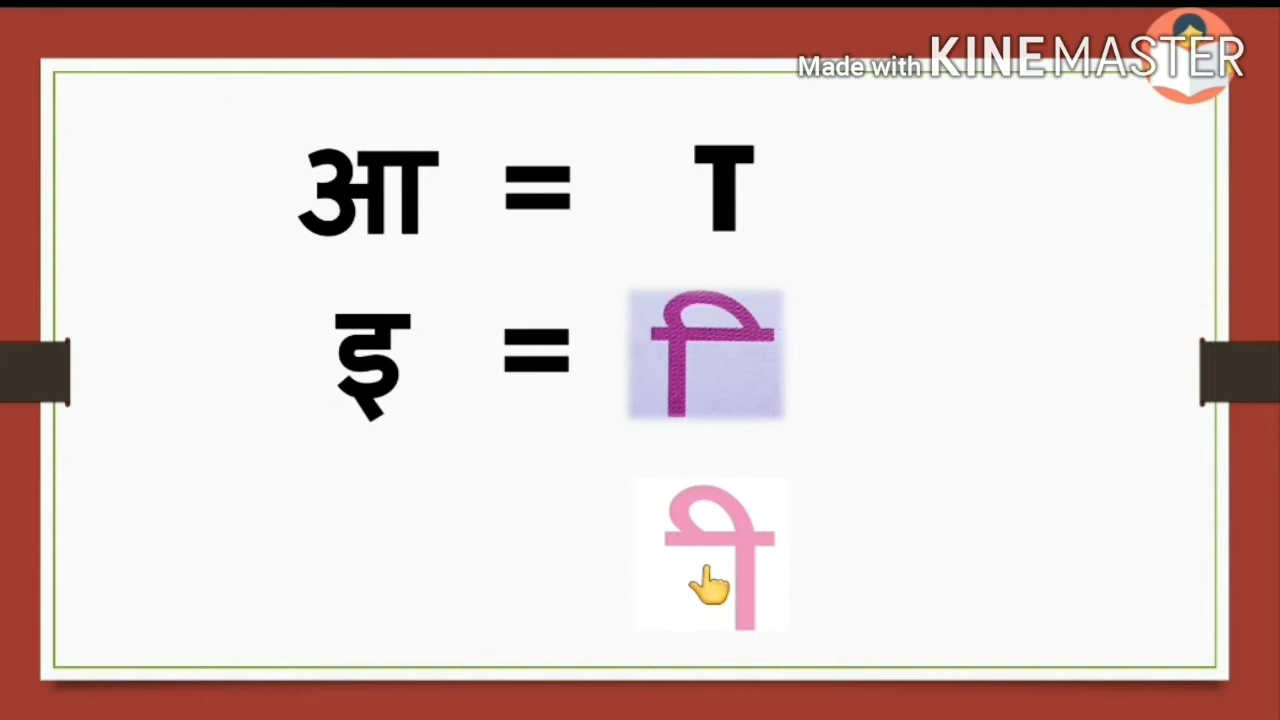 Made with KINEMASTER
आ = ा
इ = ि
ी